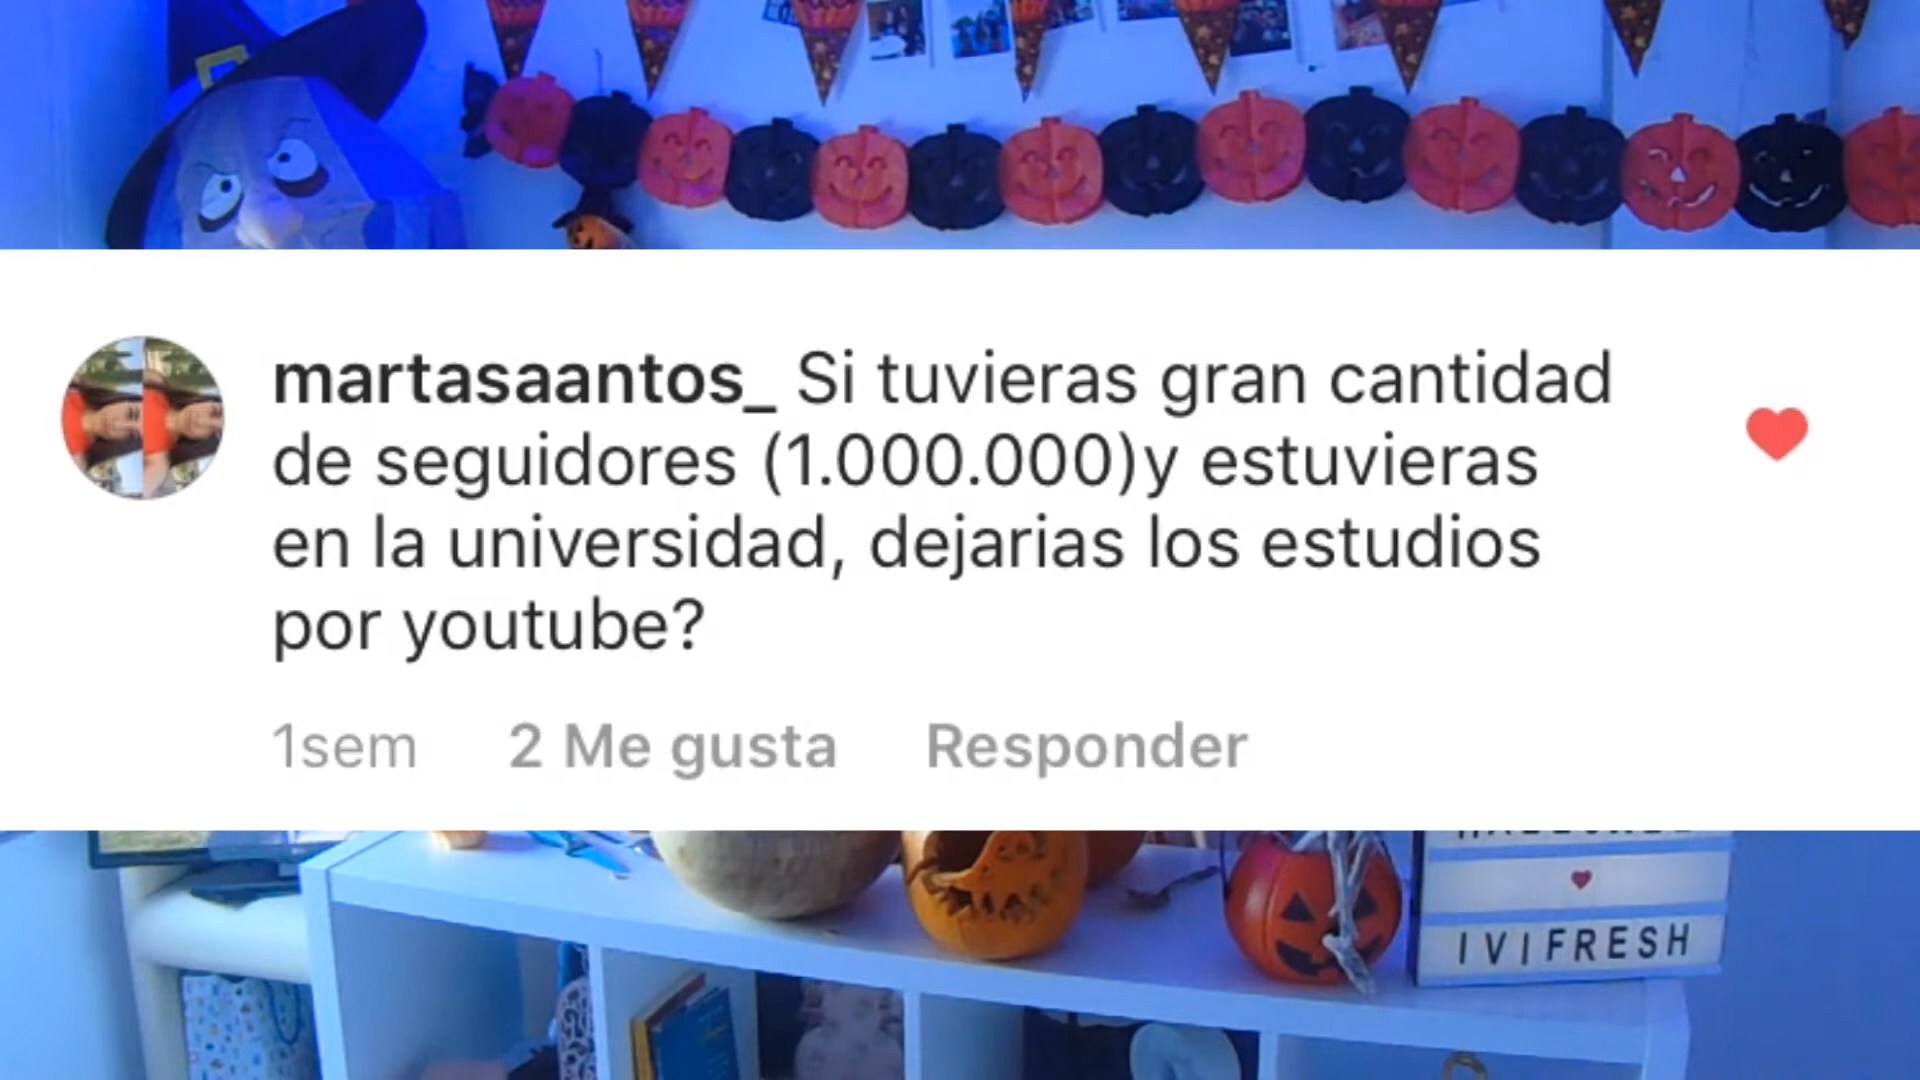 martasaantos_ Si tuvieras gran cantidad
de seguidores (1.000.000)y estuvieras
en la universidad, dejarias los estudios
por youtube?
1sem 2 Me gusta Responder
IVIFRESH